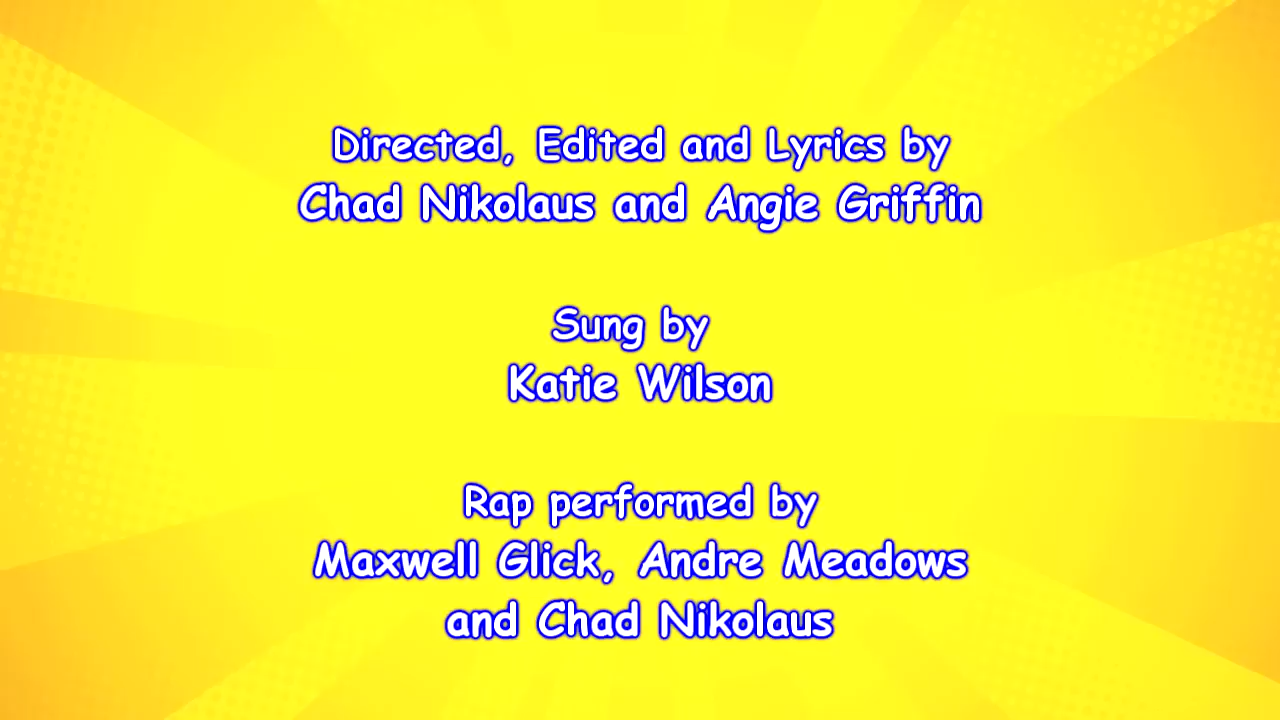 Directed, Edited and Lyrics by
Chad Nikolaus and Angie Griffin
Sung by
Katie Wilson
Rap performed by
Maxwell Glick, Andre Meadows
and Chad Nikolaus